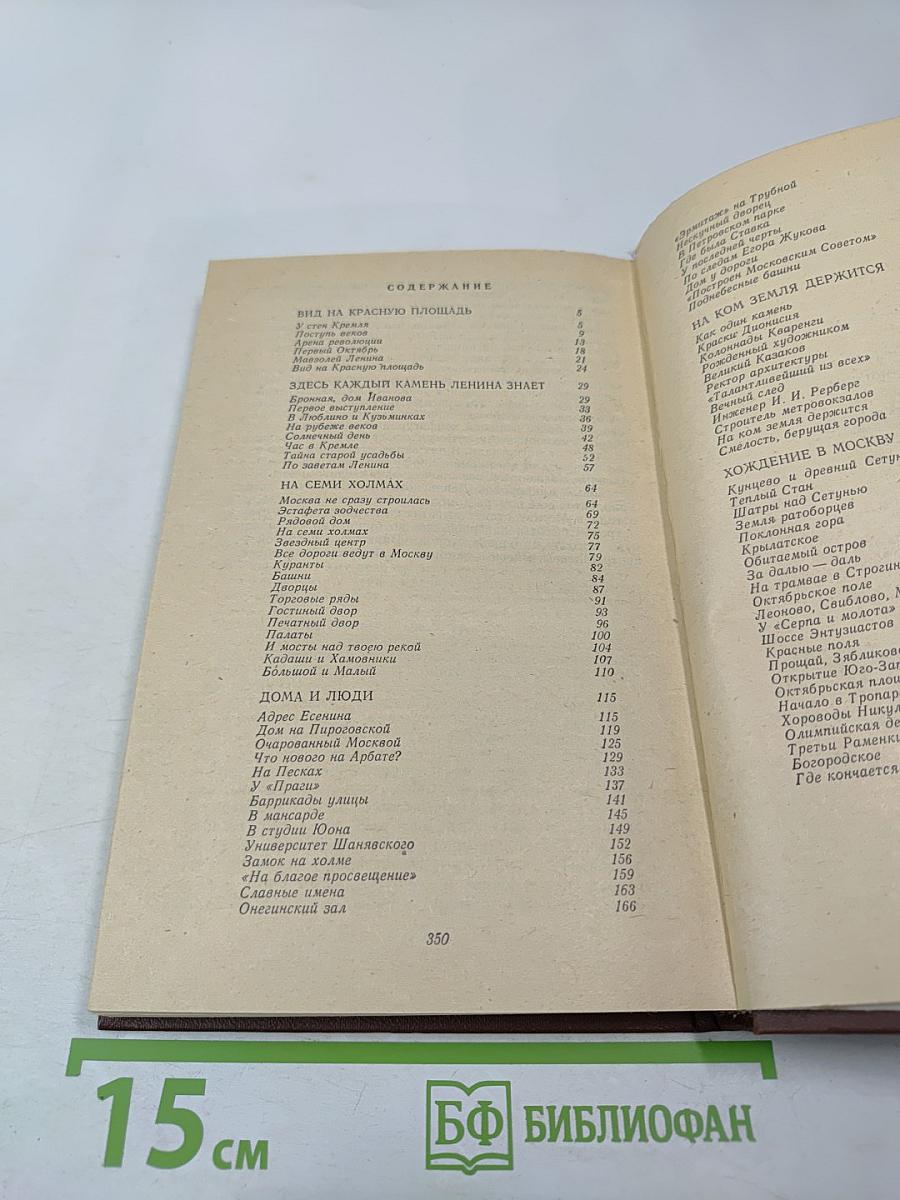 СОДЕРЖАНИЕ
ВИД НА КРАСНУЮ ПЛОЩАДЬ 5
У стен Кремля 5
Поступь веков 9
Арена революции 13
Первый Октябрь 18
Мавзолей Ленина 21
Вид на Красную площадь 24
ЗДЕСЬ КАЖДЫЙ КАМЕНЬ ЛЕНИНА ЗНАЕТ 29
Бронная, дом Иванова 29
Первое выступление 33
В Люблино и Кузьминках 36
На рубеже веков 39
Солнечный день 42
Час в Кремле 48
Тайна старой усадьбы 52
По заветам Ленина 57
НА СЕМИ ХОЛМАХ 64
Москва не сразу строилась 64
Эстафета зодчества 69
Рядовой дом 72
На семи холмах 75
Звездный центр 77
Все дороги ведут в Москву 79
Куранты 82
Башни 84
Дворцы 87
Торговые ряды 91
Гостиный двор 93
Печатный двор 96
Палаты 100
И мосты над твоею рекой 104
Кадаши и Хамовники 107
Большой и Малый 110
ДОМА И ЛЮДИ 115
Адрес Есенина 115
Дом на Пироговской 119
Очарованный Москвой 125
Что нового на Арбате? 129
На Песках 133
У «Праги» 137
Баррикады улицы 141
В мансарде 145
В студии Юона 149
Университет Шанявского 152
Замок на холме 156
«На благое просвещение» 159
Славные имена 163
Онегинский зал 166
350
«Эрмитаж» на Трубной
Нескучный дворец
В Петровском парке
Где была Ставка
У последней черты
По следам Егора Жукова
Дом у дороги
«Построен Московским Советом»
Поднебесные башни
НА КОМ ЗЕМЛЯ ДЕРЖИТСЯ
Как один камень
Краски Дионисия
Колоннады Кваренги
Рожденный художником
Великий Казаков
Ректор архитектуры
«Талантливейший из всех»
Вечный след
Инженер И. И. Рерберг
Строитель метровокзалов
На ком земля держится
Смелость, берущая города
ХОЖДЕНИЕ В МОСКВУ
Кунцево и древний Сетунь
Теплый Стан
Шатры над Сетунью
Земля ратоборцев
Поклонная гора
Крылатское
Обитаемый остров
За далью — даль
На трамвае в Строгин
Октябрьское поле
Леоново, Свиблово, М
У «Серпа и молота»
Шоссе Энтузиастов
Красные поля
Прощай, Зябликово
Открытие Юго-Зап
Октябрьская площ
Начало в Тропар
Хороводы Никул
Олимпийская де
Третьи Раменки
Богородское
Где кончается
15 см
БФ БИБЛИОФАН